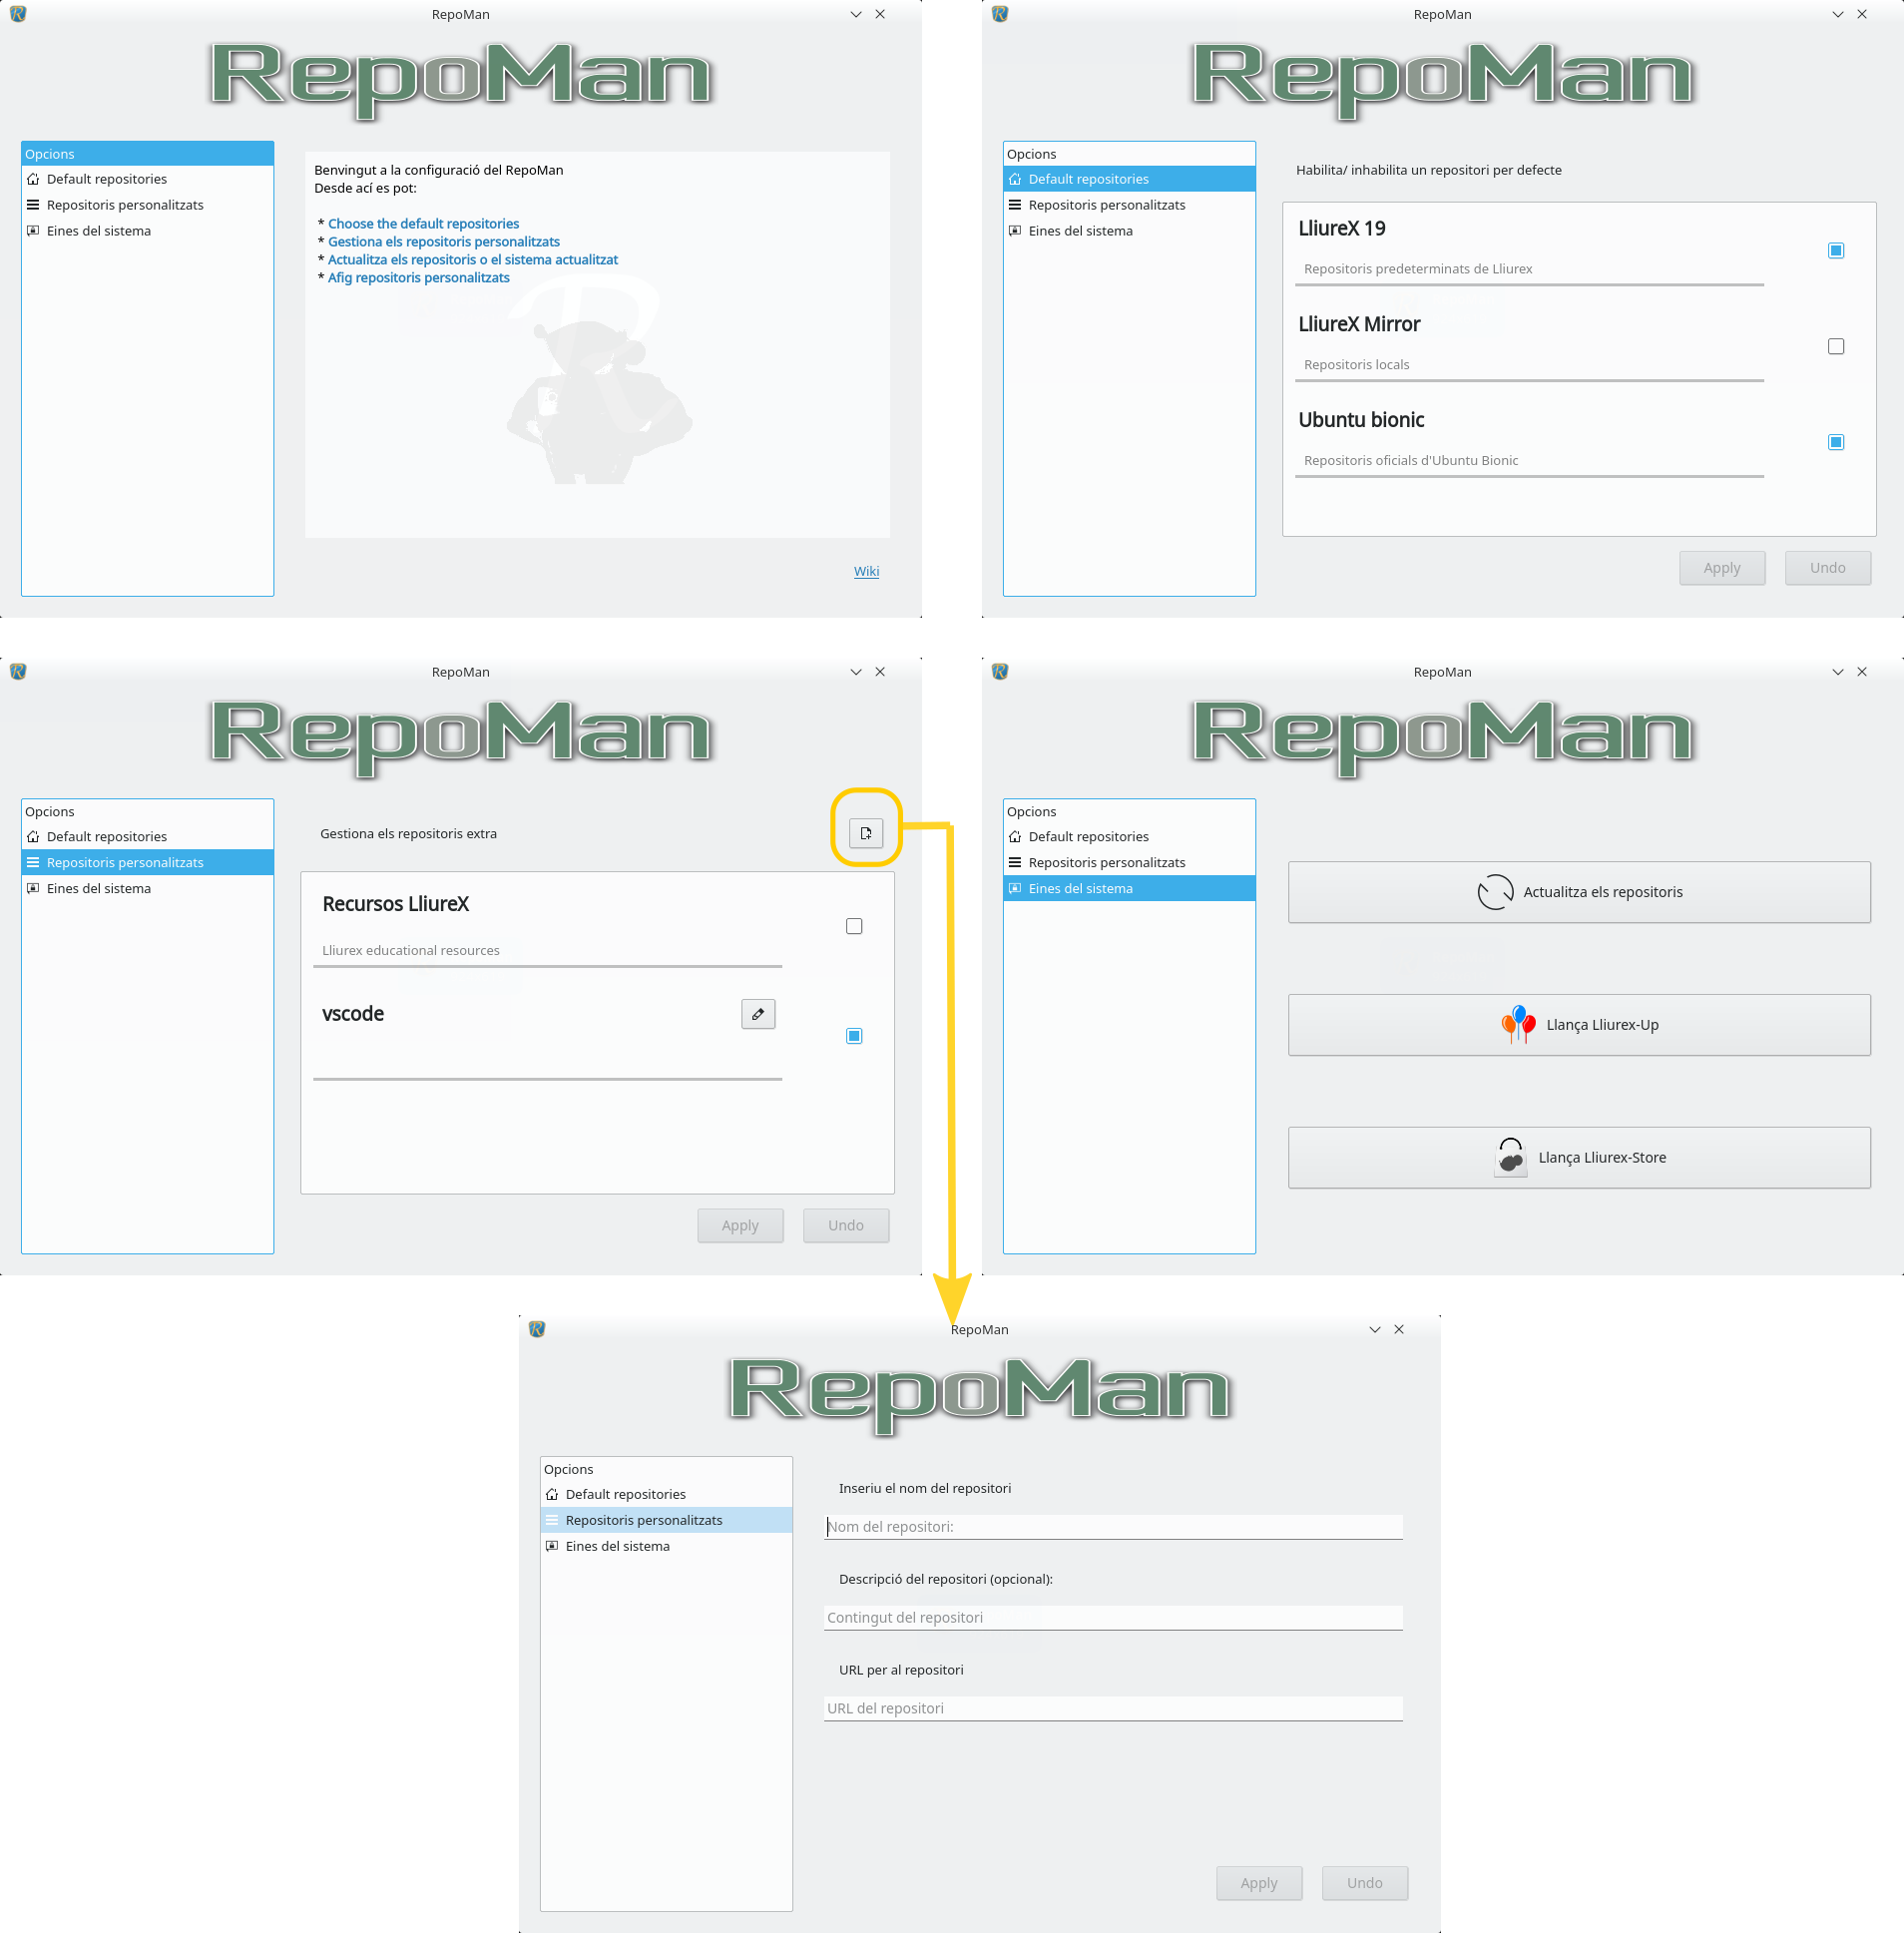 RepoMan
RepoMan
Opcions
Default repositories
Repositoris personalitzats
Eines del sistema
Benvingut a la configuració del RepoMan
Desde ací es pot:
* Choose the default repositories
* Gestiona els repositoris personalitzats
* Actualitza els repositoris o el sistema actualitzat
* Afig repositoris personalitzats
Wiki
RepoMan
RepoMan
Opcions
Default repositories
Repositoris personalitzats
Eines del sistema
Habilita/ inhabilita un repositori per defecte
LliureX 19
Repositoris predeterminats de Lliurex
LliureX Mirror
Repositoris locals
Ubuntu bionic
Repositoris oficials d'Ubuntu Bionic
Apply
Undo
RepoMan
RepoMan
Opcions
Default repositories
Repositoris personalitzats
Eines del sistema
Gestiona els repositoris extra
Recursos LliureX
Lliurex educational resources
vscode
Apply
Undo
RepoMan
RepoMan
Opcions
Default repositories
Repositoris personalitzats
Eines del sistema
Actualitza els repositoris
Llança Lliurex-Up
Llança Lliurex-Store
RepoMan
RepoMan
Opcions
Default repositories
Repositoris personalitzats
Eines del sistema
Inseriu el nom del repositori
Nom del repositori:
Descripció del repositori (opcional):
Contingut del repositori
URL per al repositori
URL del repositori
Apply
Undo